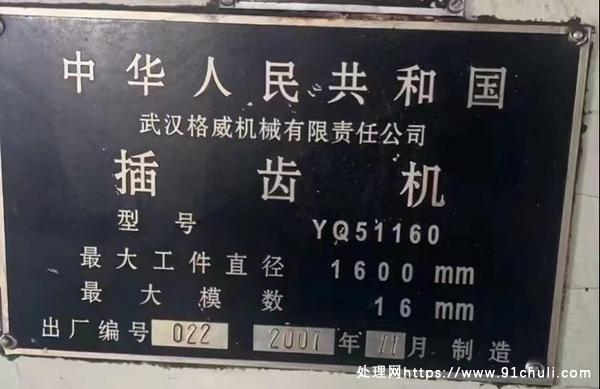 中华人民共和国
武汉格威机械有限责任公司
插齿机
型号 YQ51160
最大工件直径 1600 mm
最大模数 16 mm
出厂编号 022 2007 年 11 月 制造
处理网https://www.91chuli.com/